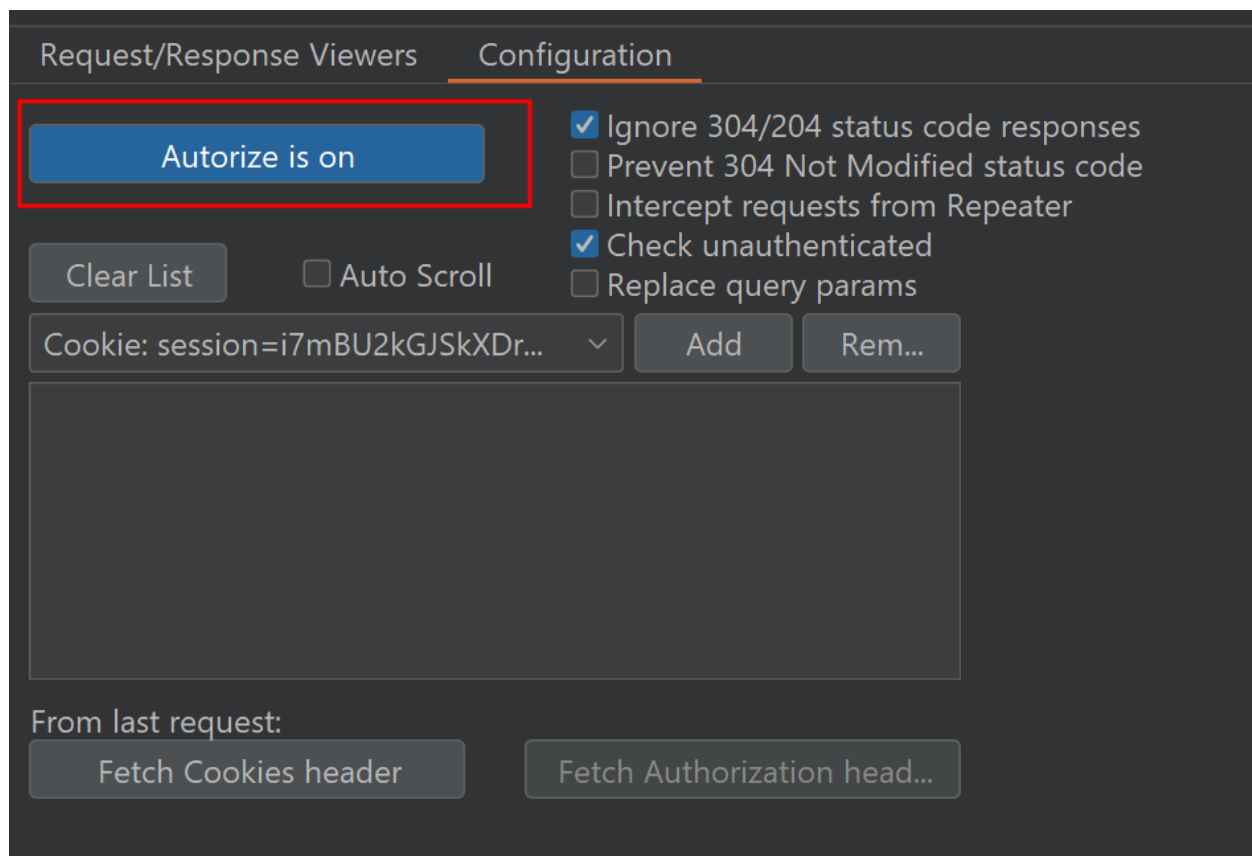 Request/Response Viewers
Configuration
Autorize is on
Ignore 304/204 status code responses
Prevent 304 Not Modified status code
Intercept requests from Repeater
Check unauthenticated
Replace query params
Clear List
Auto Scroll
Cookie: session=i7mBU2kGJSkXDr...
Add
Rem...
From last request:
Fetch Cookies header
Fetch Authorization head...